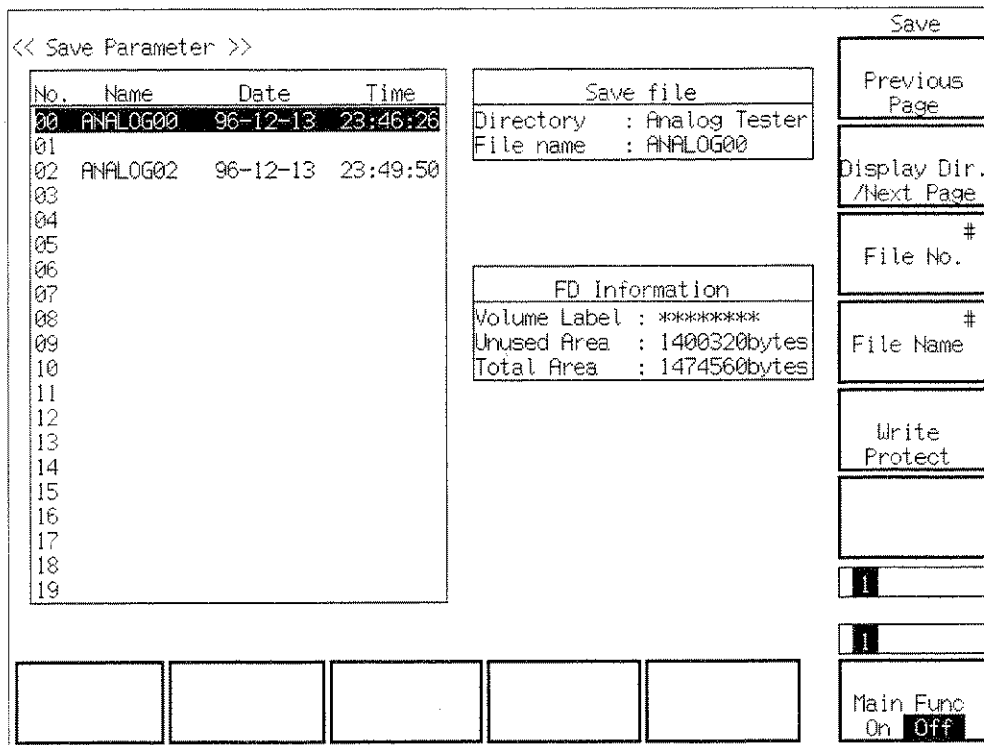 << Save Parameter >>
No. Name Date Time
00 ANALOG00 96-12-13 23:46:26
01
02 ANALOG02 96-12-13 23:49:50
03
04
05
06
07
08
09
10
11
12
13
14
15
16
17
18
19
Save file
Directory : Analog Tester
File name : ANALOG00
FD Information
Volume Label : ********
Unused Area : 1400320bytes
Total Area : 1474560bytes
Save
Previous
Page
Display Dir.
/Next Page
#
File No.
#
File Name
Write
Protect
1
1
Main Func
On Off